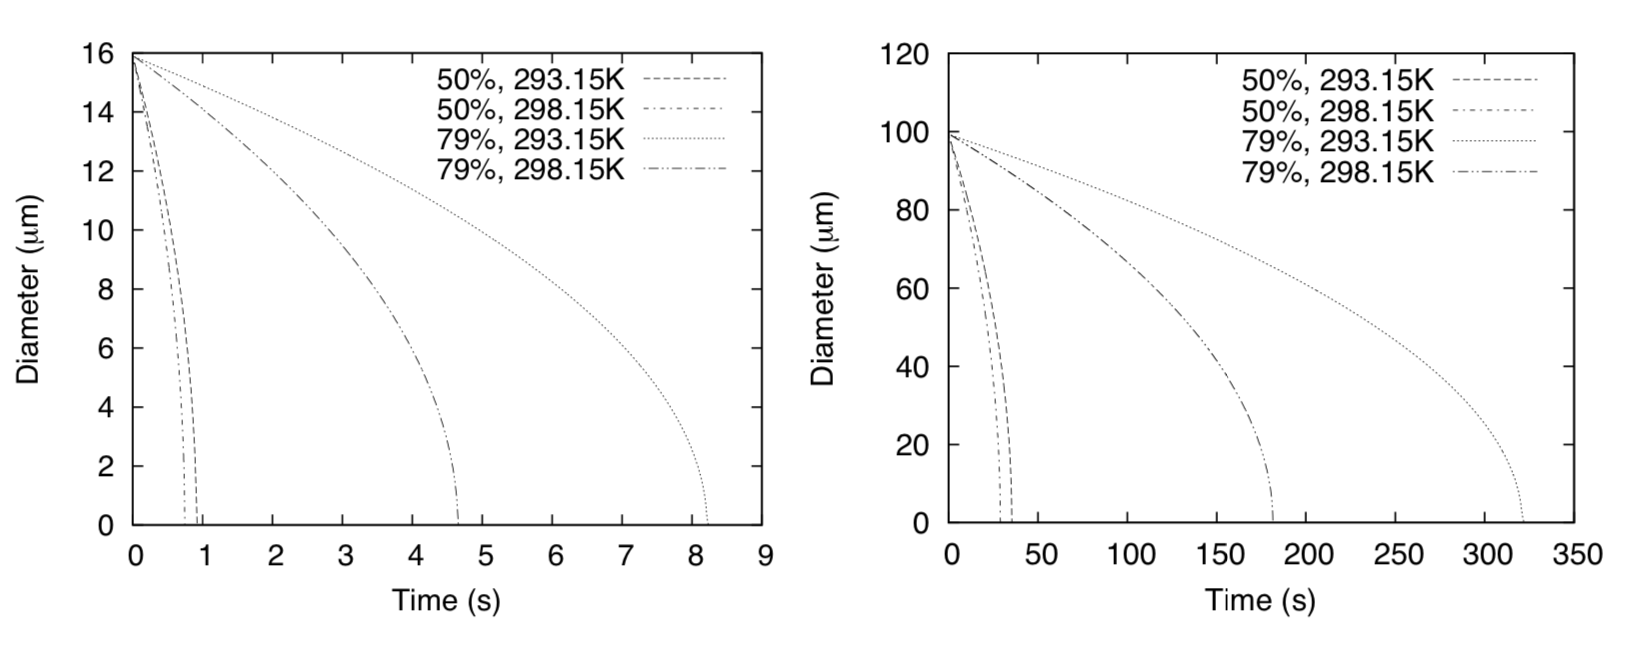 16
14
12
10
8
6
4
2
0
Diameter (μm)
50%, 293.15K
50%, 298.15K
79%, 293.15K
79%, 298.15K
0 1 2 3 4 5 6 7 8 9
Time (s)
120
100
80
60
40
20
0
Diameter (μm)
50%, 293.15K
50%, 298.15K
79%, 293.15K
79%, 298.15K
0 50 100 150 200 250 300 350
Time (s)